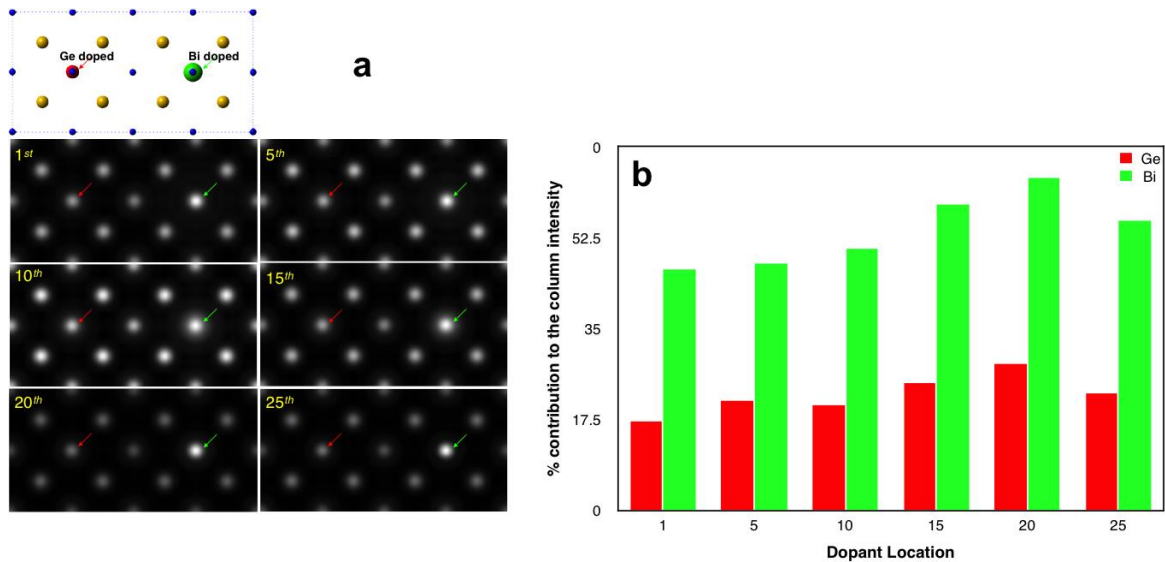 Ge doped Bi doped
a
1st 5th
10th 15th
20th 25th
b
Ge
Bi
% contribution to the column intensity
0
52.5
35
17.5
0
1 5 10 15 20 25
Dopant Location